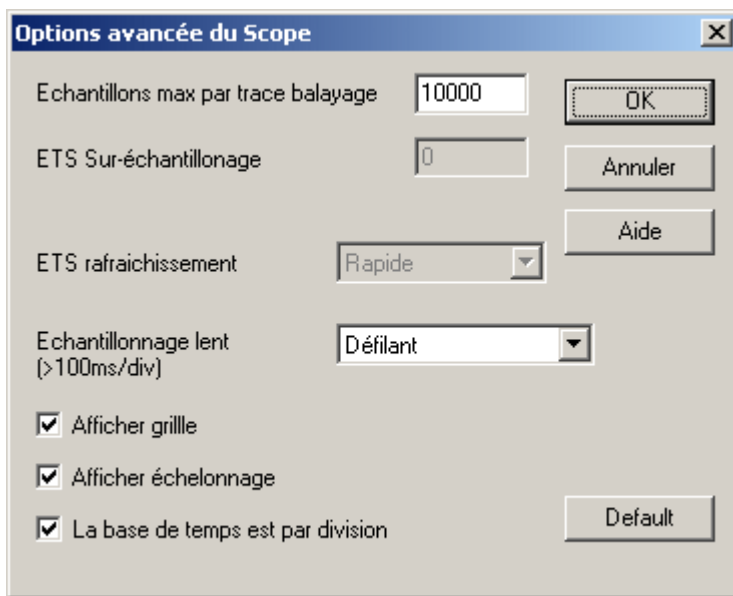 Options avancée du Scope
Echantillons max par trace balayage 10000
OK
ETS Sur-échantillonage 0
Annuler
Aide
ETS rafraichissement Rapide
Echantillonnage lent
(>100ms/div)
Défilant
Afficher grillle
Afficher échelonnage
La base de temps est par division
Default